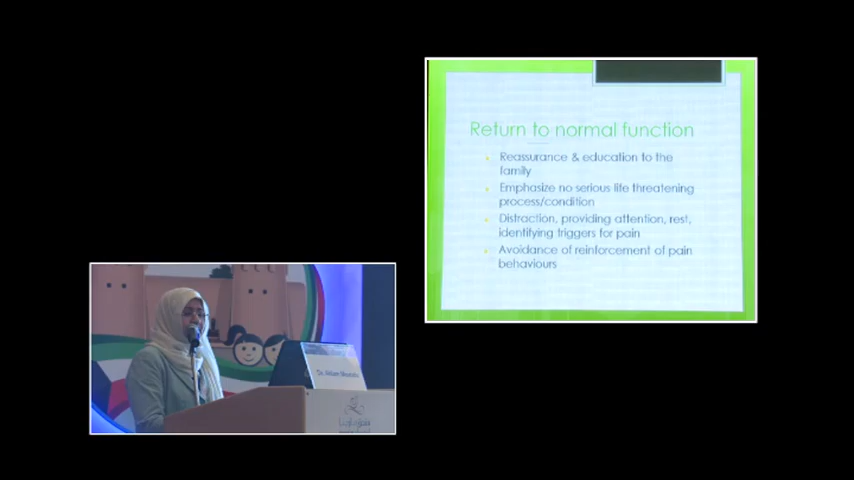 Return to normal function
Reassurance & education to the
family
Emphasize no serious life threatening
process/condition
Distraction, providing attention, rest,
identifying triggers for pain
Avoidance of reinforcement of pain
behaviours
Dr.